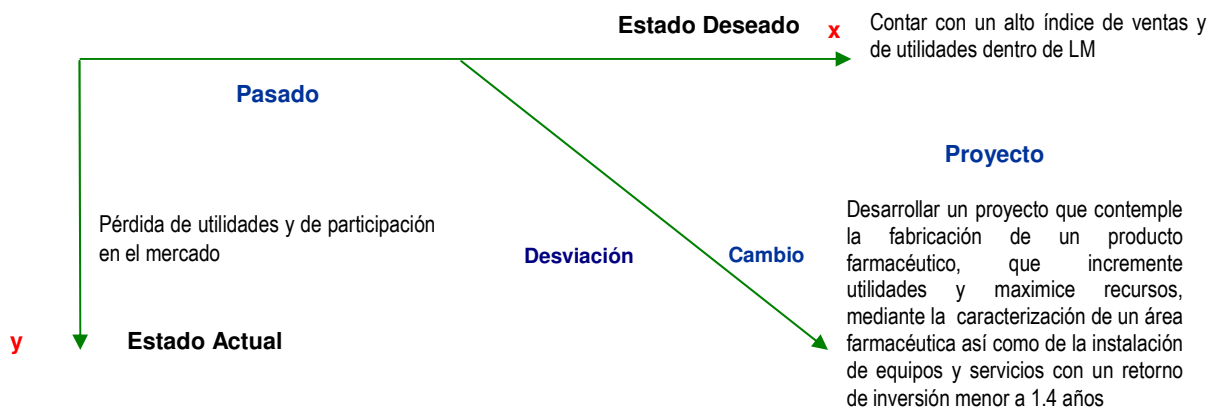 Estado Deseado
x
Contar con un alto índice de ventas y
de utilidades dentro de LM
Pasado
Proyecto
Pérdida de utilidades y de participación
en el mercado
Desviación
Cambio
Desarrollar un proyecto que contemple
la fabricación de un producto
farmacéutico, que incremente
utilidades y maximice recursos,
mediante la caracterización de un área
farmacéutica así como de la instalación
de equipos y servicios con un retorno
de inversión menor a 1.4 años
y
Estado Actual